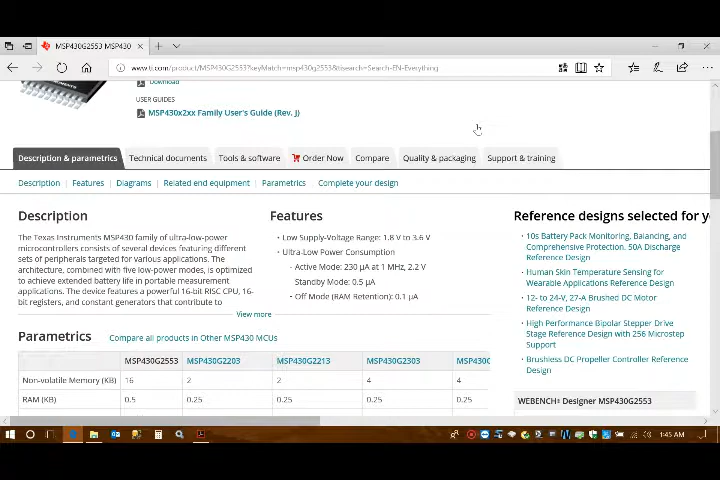 MSP430G2553 MSP430
www.ti.com/product/MSP430G2553?keyMatch=msp430g2553&tisearch=Search-EN-Everything
Download
USER GUIDES
MSP430x2xx Family User's Guide (Rev. J)
Description & parametrics Technical documents Tools & software Order Now Compare Quality & packaging Support & training
Description Features Diagrams Related end equipment Parametrics Complete your design
Description
The Texas Instruments MSP430 family of ultra-low-power
microcontrollers consists of several devices featuring different
sets of peripherals targeted for various applications. The
architecture, combined with five low-power modes, is optimized
to achieve extended battery life in portable measurement
applications. The device features a powerful 16-bit RISC CPU, 16-
bit registers, and constant generators that contribute to
View more
Features
Low Supply-Voltage Range: 1.8 V to 3.6 V
Ultra-Low Power Consumption
Active Mode: 230 µA at 1 MHz, 2.2 V
Standby Mode: 0.5 µA
Off Mode (RAM Retention): 0.1 µA
Reference designs selected for y
10s Battery Pack Monitoring, Balancing, and
Comprehensive Protection, 50A Discharge
Reference Design
Human Skin Temperature Sensing for
Wearable Applications Reference Design
12- to 24-V, 27-A Brushed DC Motor
Reference Design
High Performance Bipolar Stepper Drive
Stage Reference Design with 256 Microstep
Support
Brushless DC Propeller Controller Reference
Design
WEBENCH® Designer MSP430G2553
Parametrics Compare all products in Other MSP430 MCUs
MSP430G2553 MSP430G2203 MSP430G2213 MSP430G2303 MSP430G
Non-volatile Memory (KB) 16 2 2 4 4
RAM (KB) 0.5 0.25 0.25 0.25 0.25
1:45 AM